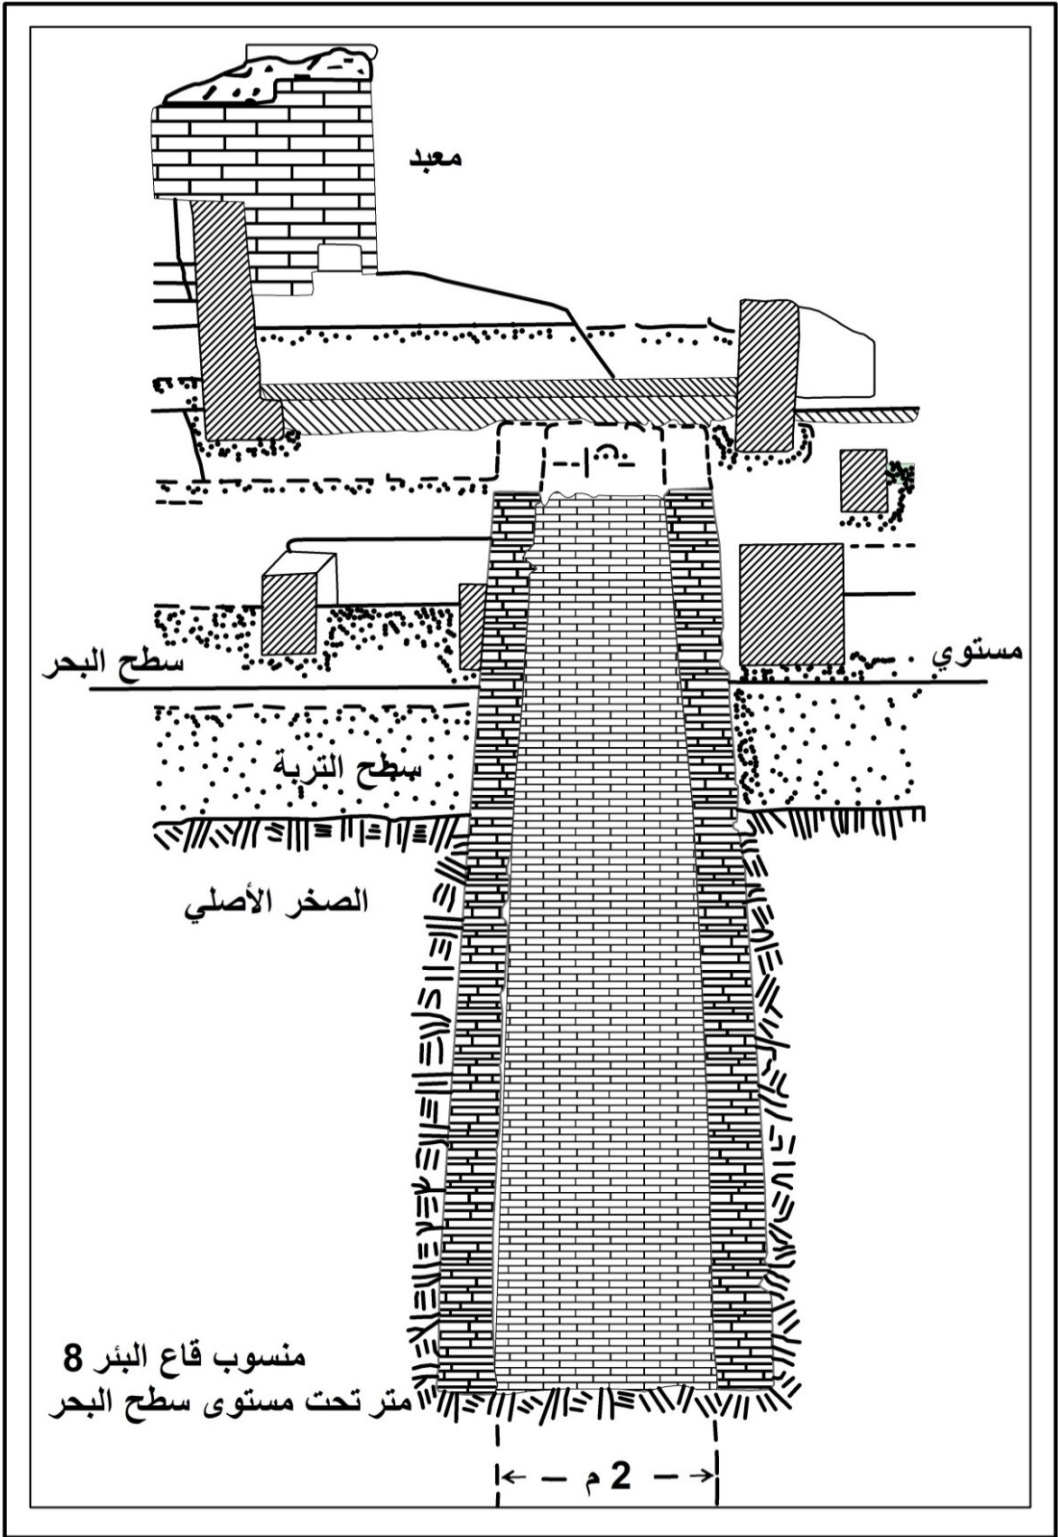 معبد
مستوي
سطح البحر
سطح التربة
الصخر الأصلي
منسوب قاع البئر 8
متر تحت مستوى سطح البحر
2 م